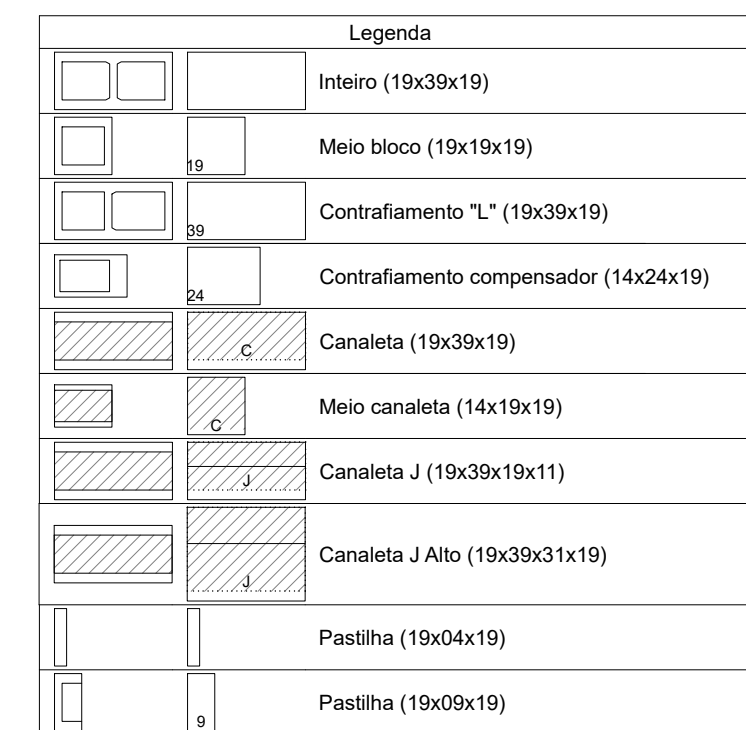 Legenda
Inteiro (19x39x19)
19 Meio bloco (19x19x19)
39 Contrafiamento "L" (19x39x19)
24 Contrafiamento compensador (14x24x19)
C Canaleta (19x39x19)
C Meio canaleta (14x19x19)
J Canaleta J (19x39x19x11)
J Canaleta J Alto (19x39x31x19)
Pastilha (19x04x19)
9 Pastilha (19x09x19)